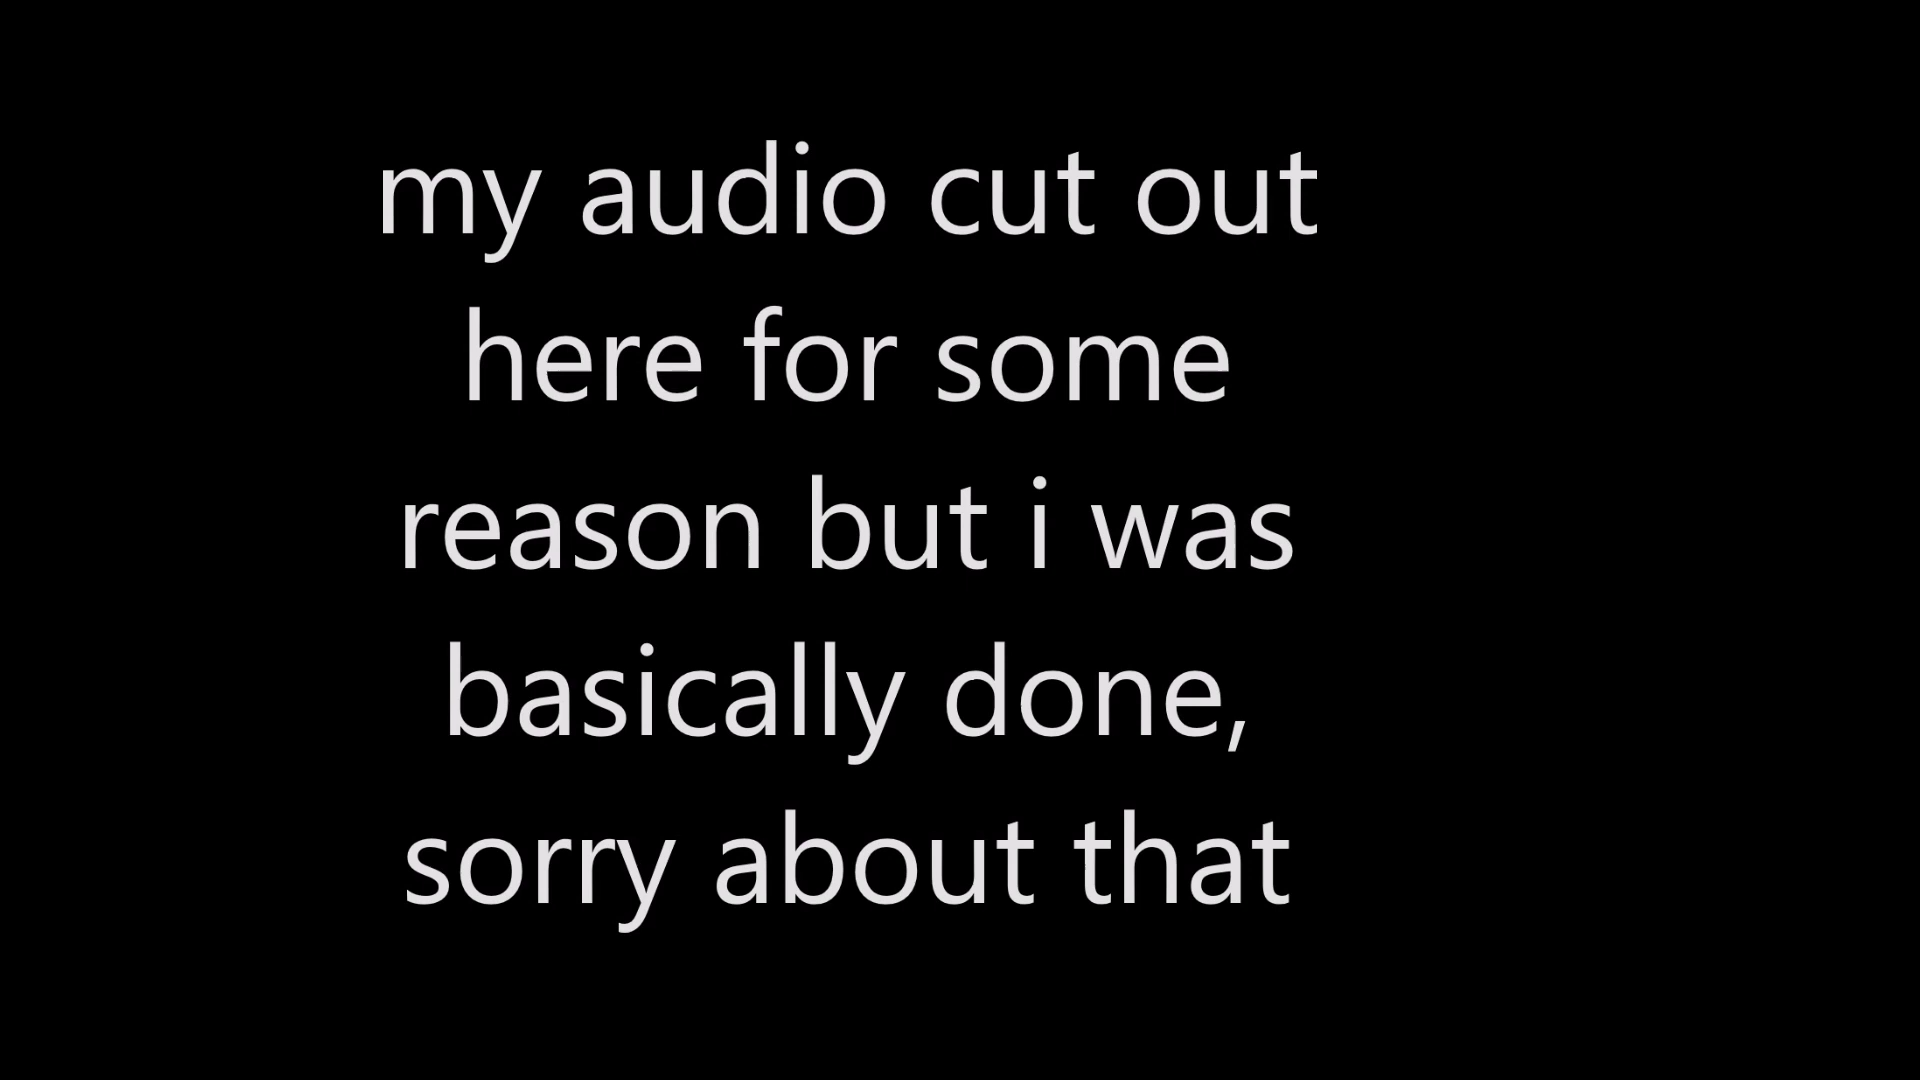 my audio cut out
here for some
reason but i was
basically done,
sorry about that